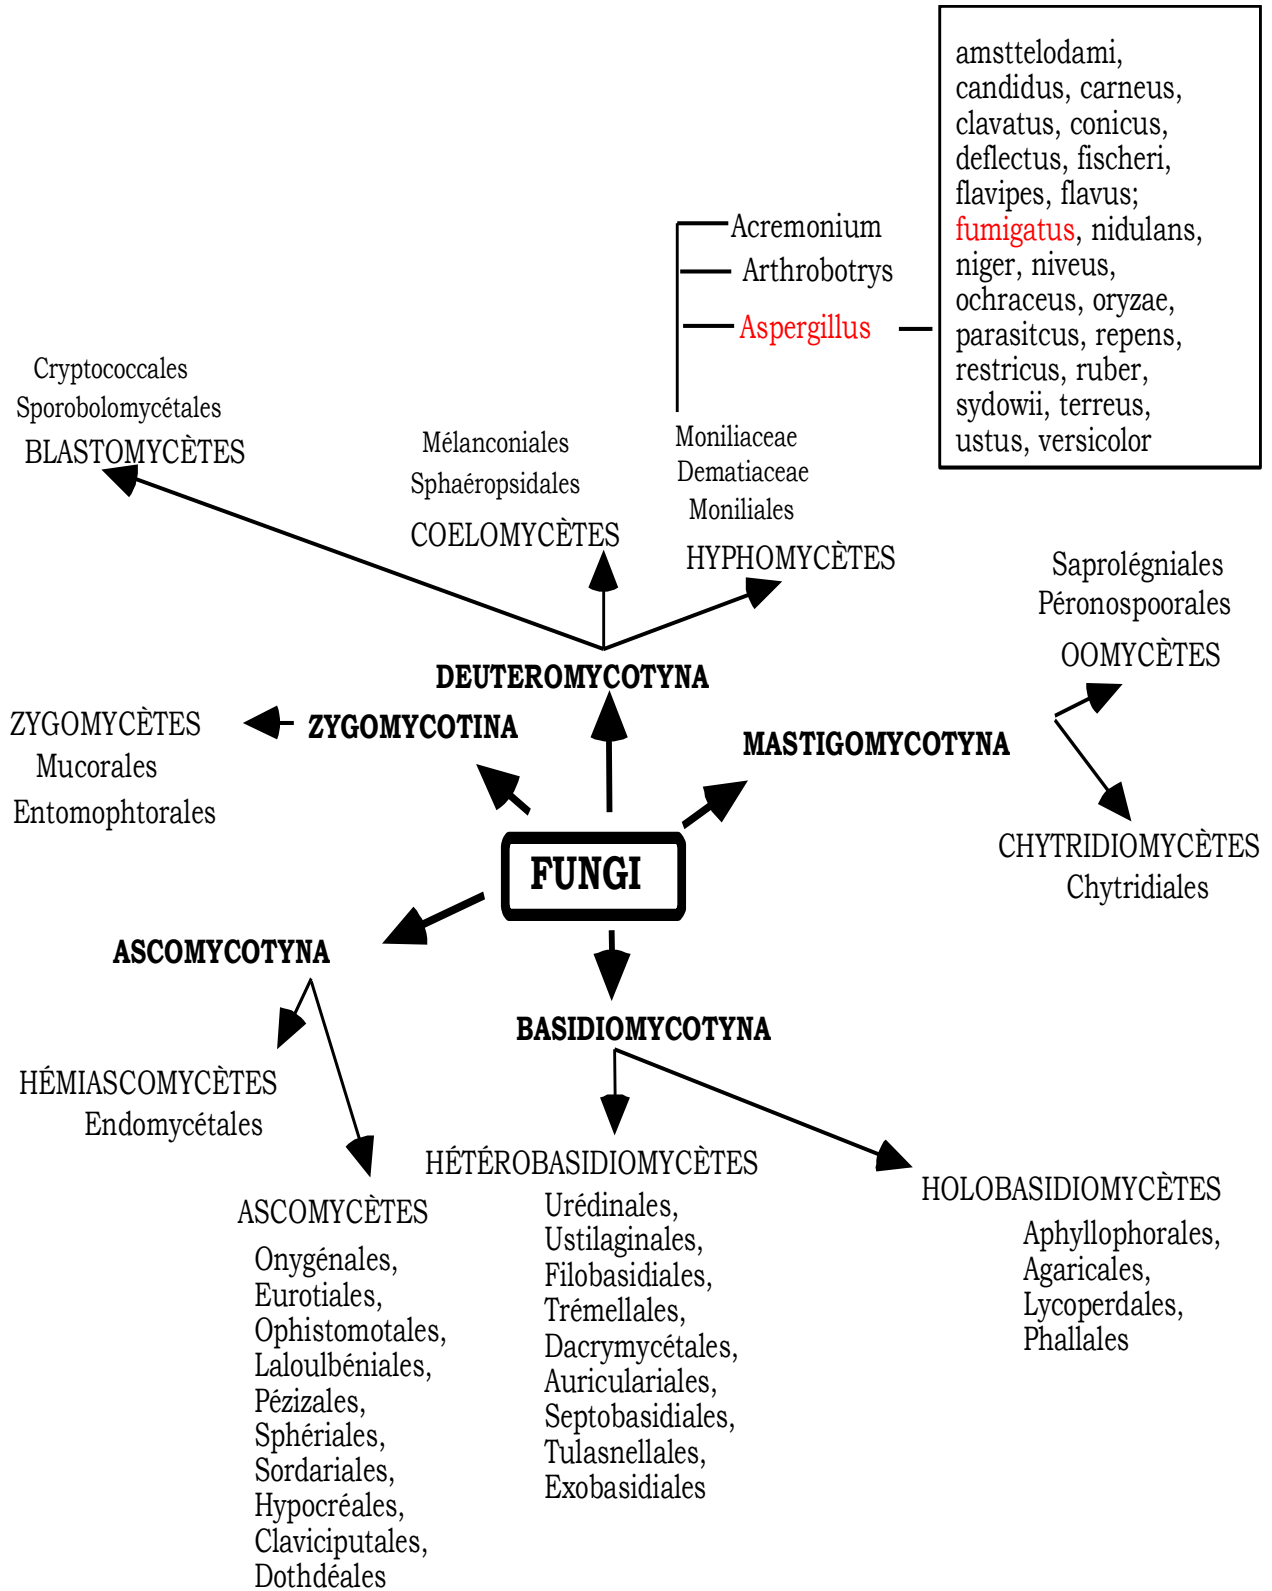 amsttelodami,
candidus, carneus,
clavatus, conicus,
deflectus, fischeri,
flavipes, flavus;
fumigatus, nidulans,
niger, niveus,
ochraceus, oryzae,
parasitcus, repens,
restricus, ruber,
sydowii, terreus,
ustus, versicolor
Acremonium
Arthrobotrys
Aspergillus
Cryptococcales
Sporobolomycétales
BLASTOMYCÈTES
Mélanconiales
Sphaéropsidales
COELOMYCÈTES
Moniliaceae
Dematiaceae
Moniliales
HYPHOMYCÈTES
Saprolégniales
Péronospoorales
OOMYCÈTES
DEUTEROMYCOTYNA
ZYGOMYCÈTES
Mucorales
Entomophtorales
ZYGOMYCOTINA
MASTIGOMYCOTYNA
CHYTRIDIOMYCÈTES
Chytridiales
FUNGI
ASCOMYCOTYNA
BASIDIOMYCOTYNA
HÉMIASCOMYCÈTES
Endomycétales
ASCOMYCÈTES
Onygénales,
Eurotiales,
Ophistomotales,
Laloulbéniales,
Pézizales,
Sphériales,
Sordariales,
Hypocréales,
Claviciputales,
Dothdéales
HÉTÉROBASIDIOMYCÈTES
Urédinales,
Ustilaginales,
Filobasidiales,
Trémellales,
Dacrymycétales,
Auriculariales,
Septobasidiales,
Tulasnellales,
Exobasidiales
HOLOBASIDIOMYCÈTES
Aphyllophorales,
Agaricales,
Lycoperdales,
Phallales